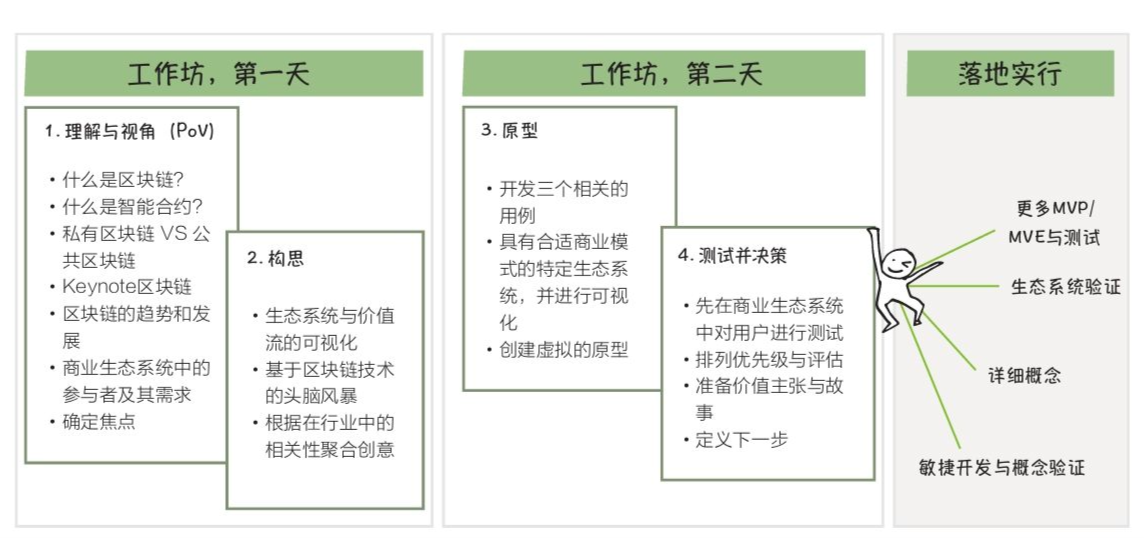 工作坊，第一天
1. 理解与视角（PoV)
• 什么是区块链？
• 什么是智能合约？
• 私有区块链 VS 公
共区块链
• Keynote区块链
• 区块链的趋势和发
展
• 商业生态系统中的
参与者及其需求
• 确定焦点
2. 构思
• 生态系统与价值
流的可视化
• 基于区块链技术
的头脑风暴
• 根据在行业中的
相关性聚合创意
工作坊，第二天
3. 原型
• 开发三个相关的
用例
• 具有合适商业模
式的特定生态系
统，并进行可视
化
• 创建虚拟的原型
4. 测试并决策
• 先在商业生态系统
中对用户进行测试
• 排列优先级与评估
• 准备价值主张与故
事
• 定义下一步
落地实行
更多MVP/
MVE与测试
生态系统验证
详细概念
敏捷开发与概念验证